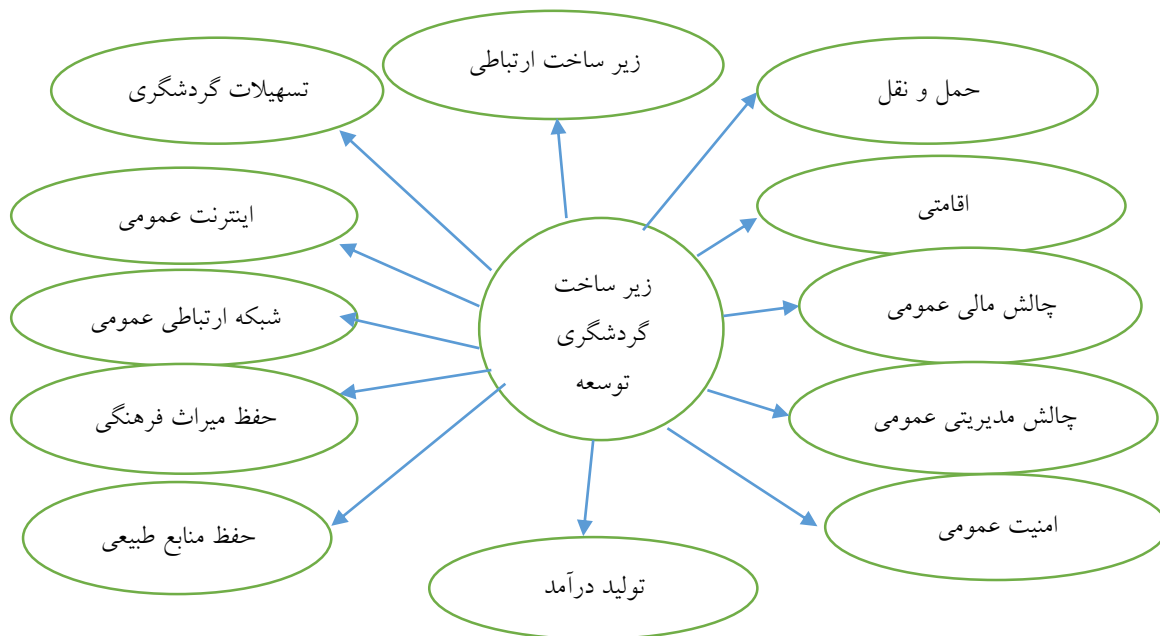 زیر ساخت ارتباطی
حمل و نقل
تسهیلات گردشگری
اقامتی
اینترنت عمومی
زیر ساخت
گردشگری
توسعه
چالش مالی عمومی
شبکه ارتباطی عمومی
چالش مدیریتی عمومی
حفظ میراث فرهنگی
امنیت عمومی
حفظ منابع طبیعی
تولید درآمد